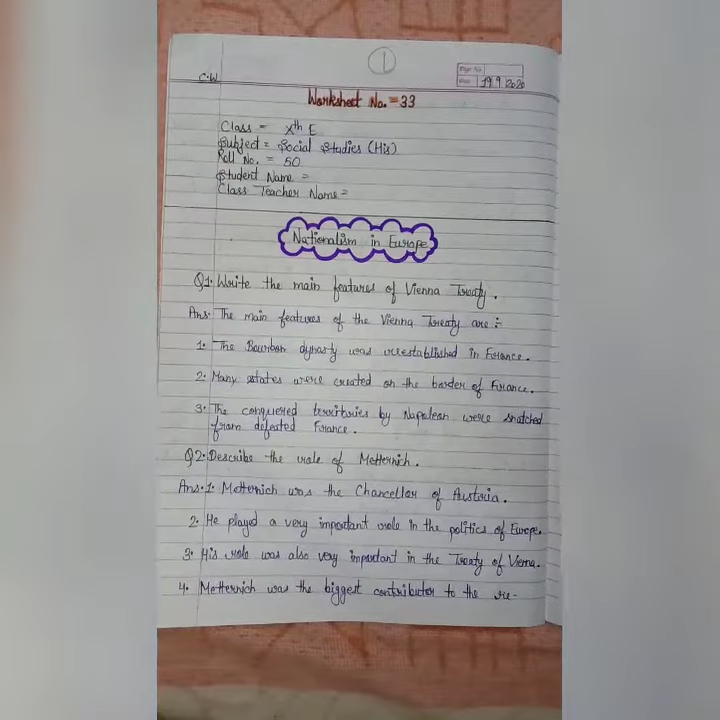 1
C.W
Page No.
Date 19 9 2020
Worksheet No. = 33
Class = Xth E
Subject = Social Studies (His)
Roll No. = 50
Student Name =
Class Teacher Name =
Nationalism in Europe
Q1. Write the main features of Vienna Treaty.
Ans: The main features of the Vienna Treaty are :-
1. The Bourbon dynasty was reestablished in France.
2. Many states were created on the border of France.
3. The conquered territories by Napolean were snatched
from defeated France.
Q2. Describe the role of Metternich.
Ans. 1. Metternich was the Chancellor of Austria.
2. He played a very important role in the politics of Europe.
3. His role was also very important in the Treaty of Vienna.
4. Metternich was the biggest contributor to the re-